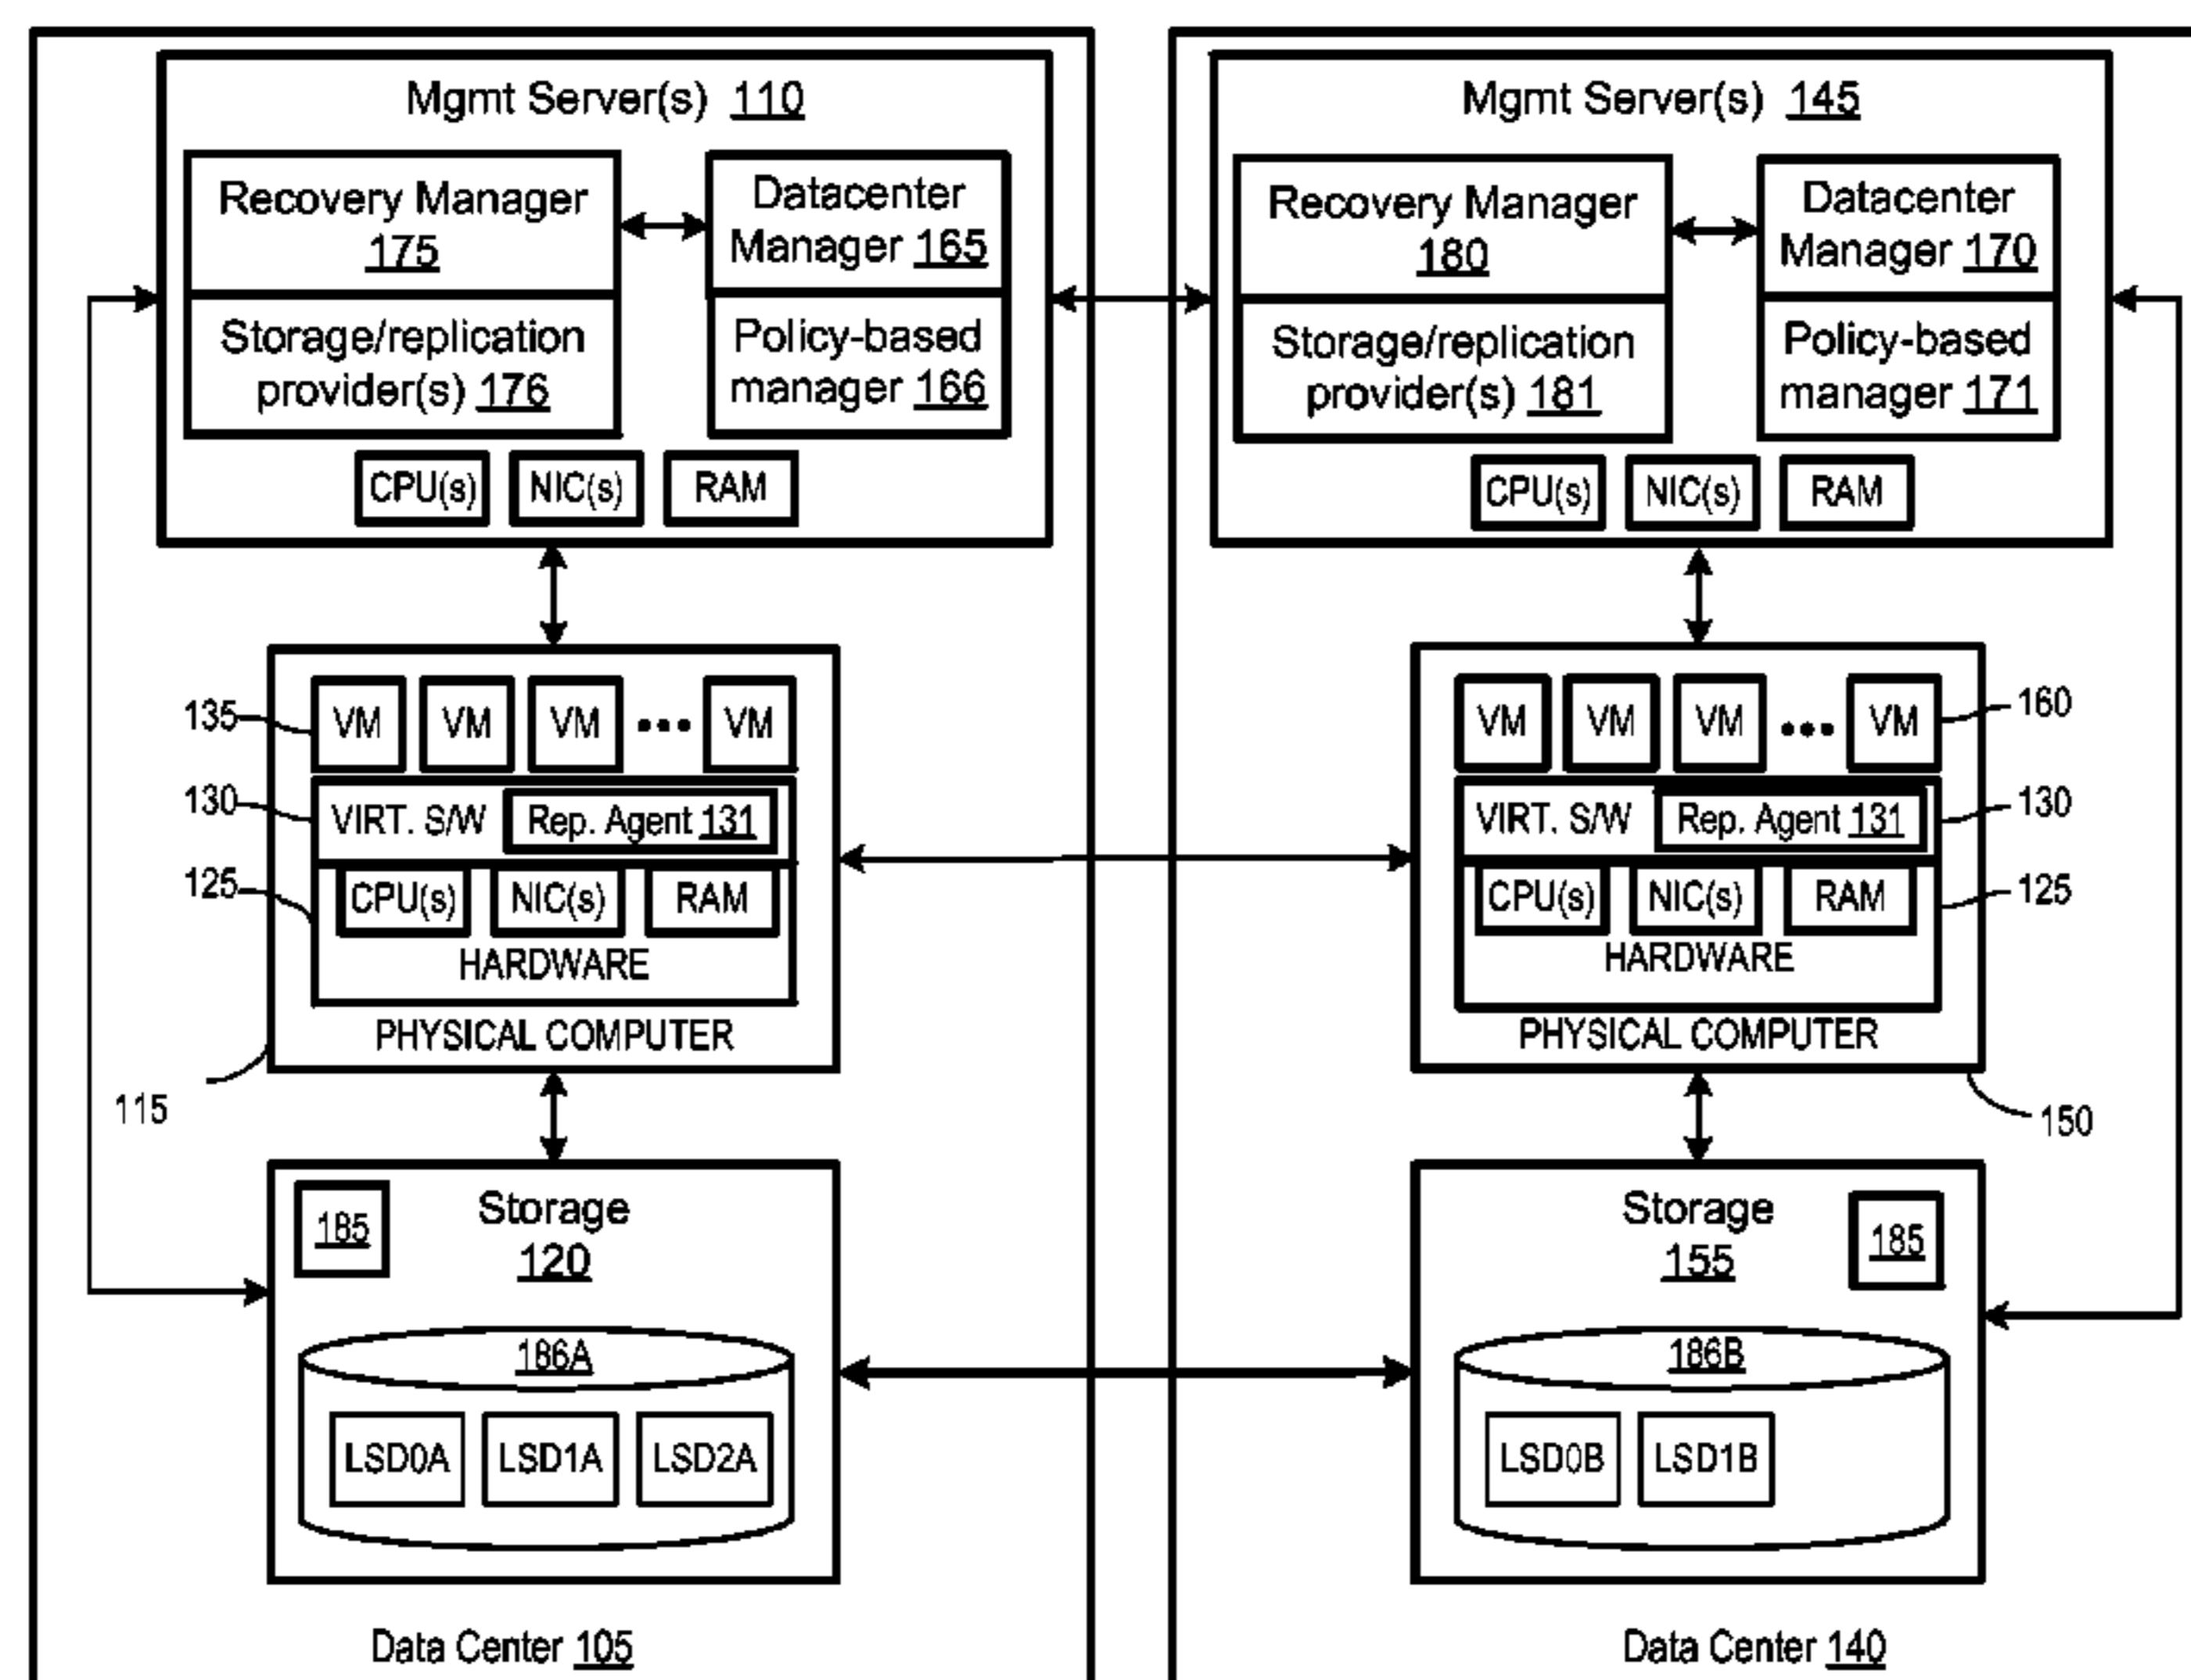 Mgmt Server(s) 110
Recovery Manager
175
Datacenter
Manager 165
Storage/replication
provider(s) 176
Policy-based
manager 166
CPU(s) NIC(s) RAM
135
VM VM VM ••• VM
130
VIRT. S/W Rep. Agent 131
125
CPU(s) NIC(s) RAM
HARDWARE
PHYSICAL COMPUTER
115
185
Storage
120
186A
LSD0A LSD1A LSD2A
Data Center 105
Mgmt Server(s) 145
Recovery Manager
180
Datacenter
Manager 170
Storage/replication
provider(s) 181
Policy-based
manager 171
CPU(s) NIC(s) RAM
VM VM VM ••• VM
160
VIRT. S/W Rep. Agent 131
130
CPU(s) NIC(s) RAM
125
HARDWARE
PHYSICAL COMPUTER
150
Storage
155
185
186B
LSD0B LSD1B
Data Center 140